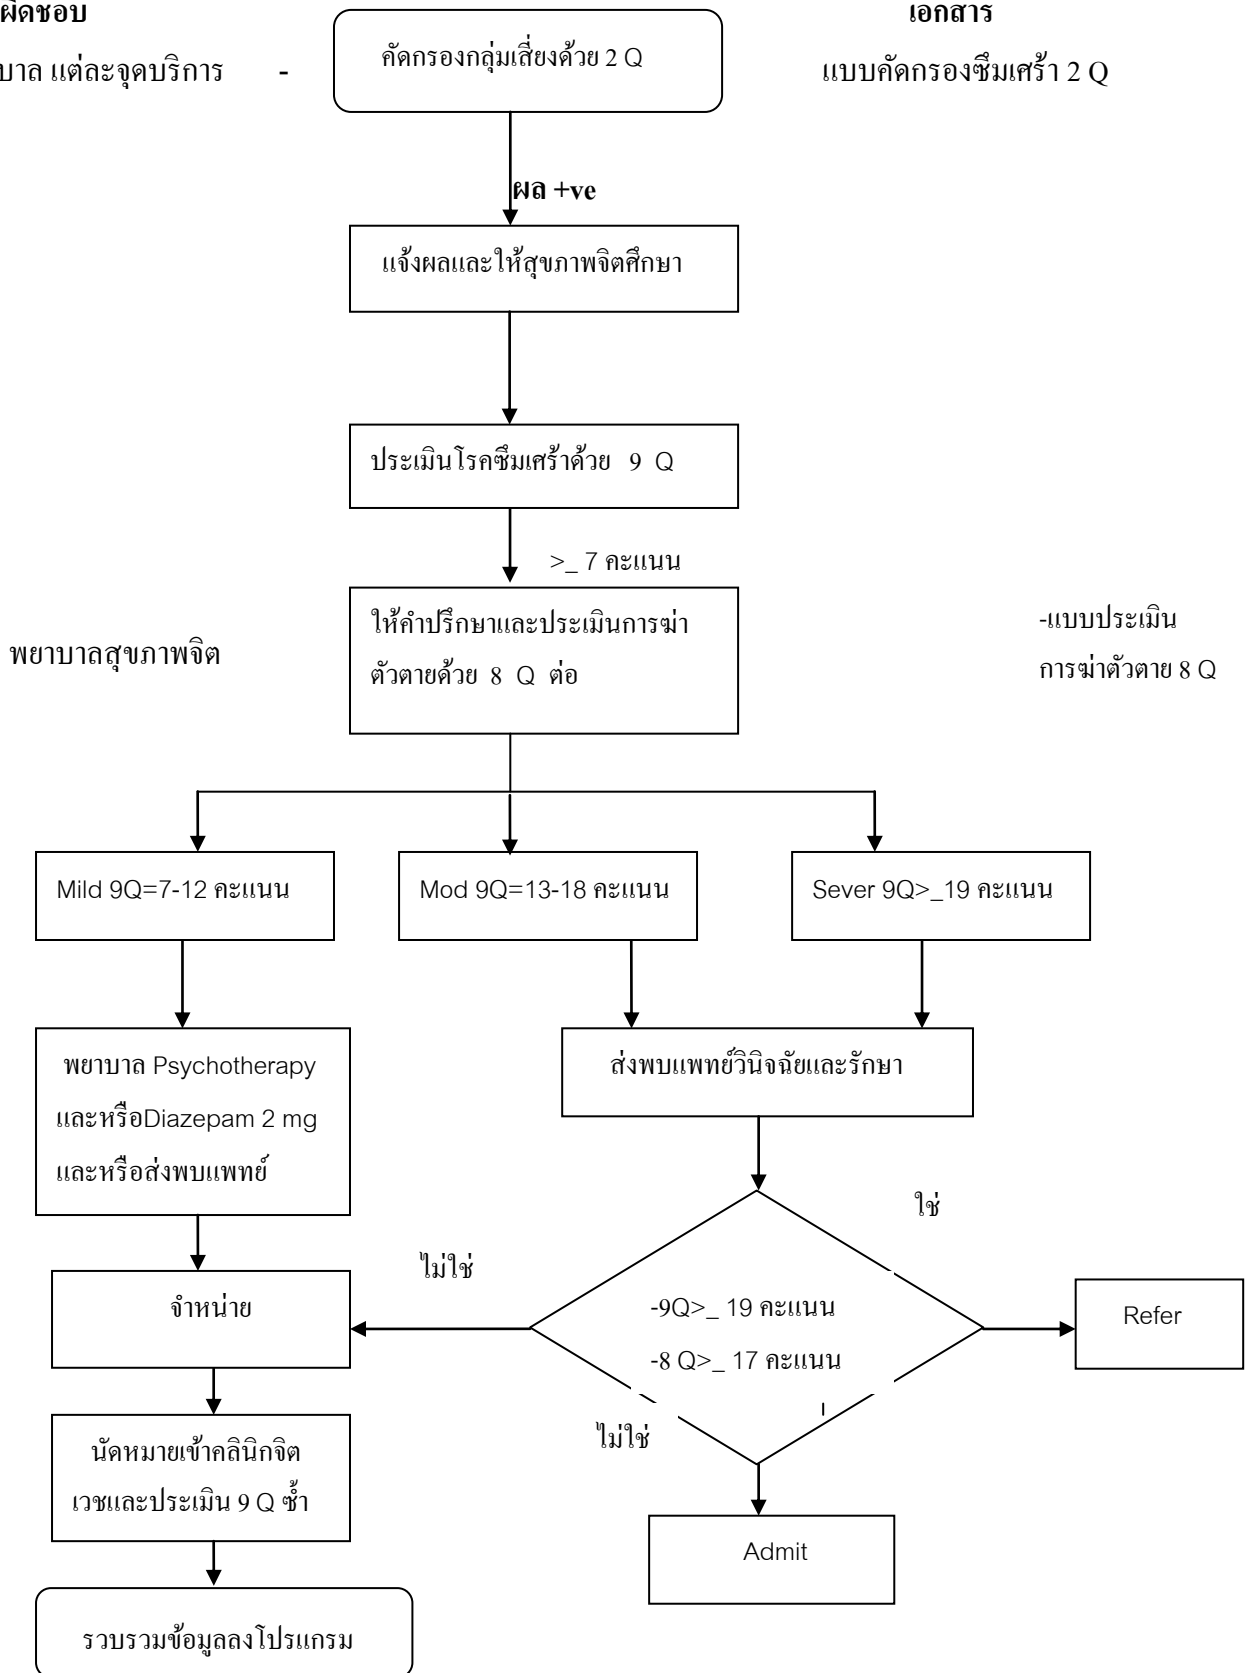 ผิดชอบ
เอกสาร
บาล แต่ละจุดบริการ
-
คัดกรองกลุ่มเสี่ยงด้วย 2 Q
แบบคัดกรองซึมเศร้า 2 Q
ผล +ve
แจ้งผลและให้สุขภาพจิตศึกษา
ประเมินโรคซึมเศร้าด้วย 9 Q
>_ 7 คะแนน
ให้คำปรึกษาและประเมินการฆ่า
ตัวตายด้วย 8 Q ต่อ
พยาบาลสุขภาพจิต
-แบบประเมิน
การฆ่าตัวตาย 8 Q
Mild 9Q=7-12 คะแนน
Mod 9Q=13-18 คะแนน
Sever 9Q>_19 คะแนน
พยาบาล Psychotherapy
และหรือDiazepam 2 mg
และหรือส่งพบแพทย์
ส่งพบแพทย์วินิจฉัยและรักษา
ใช่
ไม่ใช่
จำหน่าย
-9Q>_ 19 คะแนน
-8 Q>_ 17 คะแนน
Refer
ไม่ใช่
นัดหมายเข้าคลินิกจิต
เวชและประเมิน 9 Q ซ้ำ
Admit
รวบรวมข้อมูลลงโปรแกรม